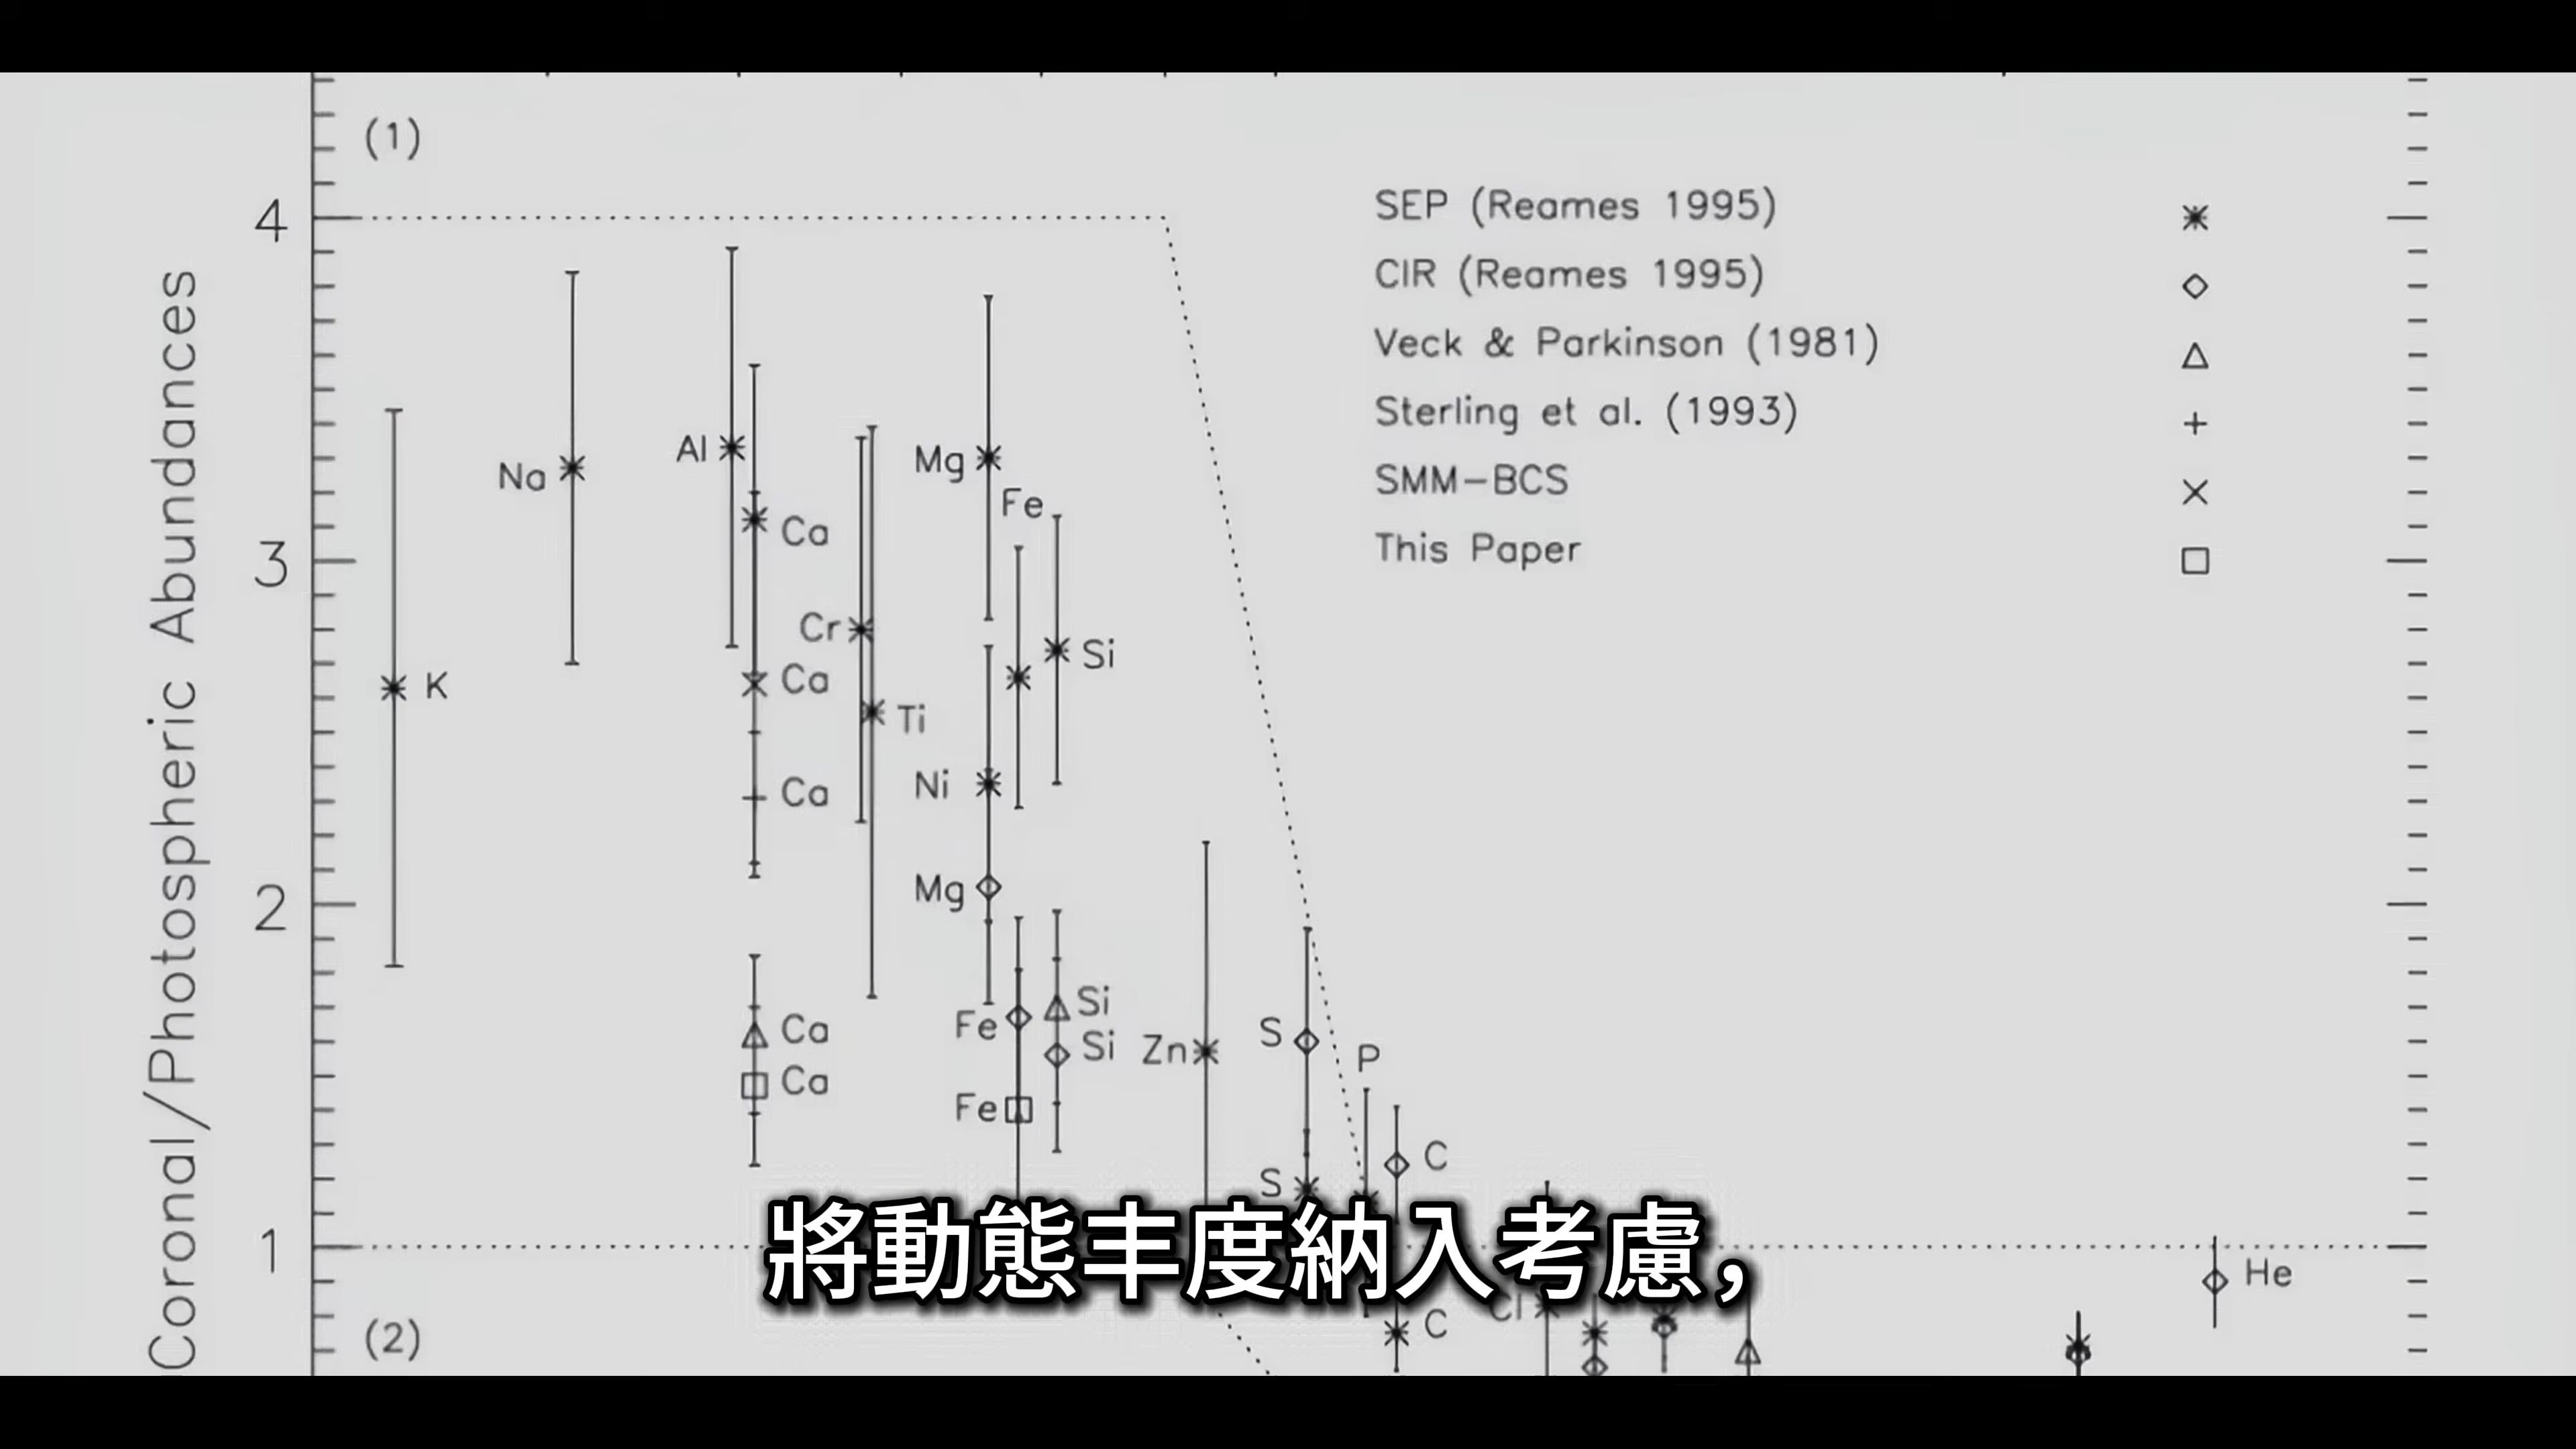 (1)
4
3
2
1
(2)
Coronal/Photospheric Abundances
SEP (Reames 1995)
CIR (Reames 1995)
Veck & Parkinson (1981)
Sterling et al. (1993)
SMM-BCS
This Paper
K
Na
Al
Ca
Ca
Ca
Ca
Ca
Cr
Ti
Mg
Fe
Si
Ni
Mg
Fe
Si
Si
Fe
Zn
S
S
P
C
C
Cl
He
將動態丰度納入考慮,